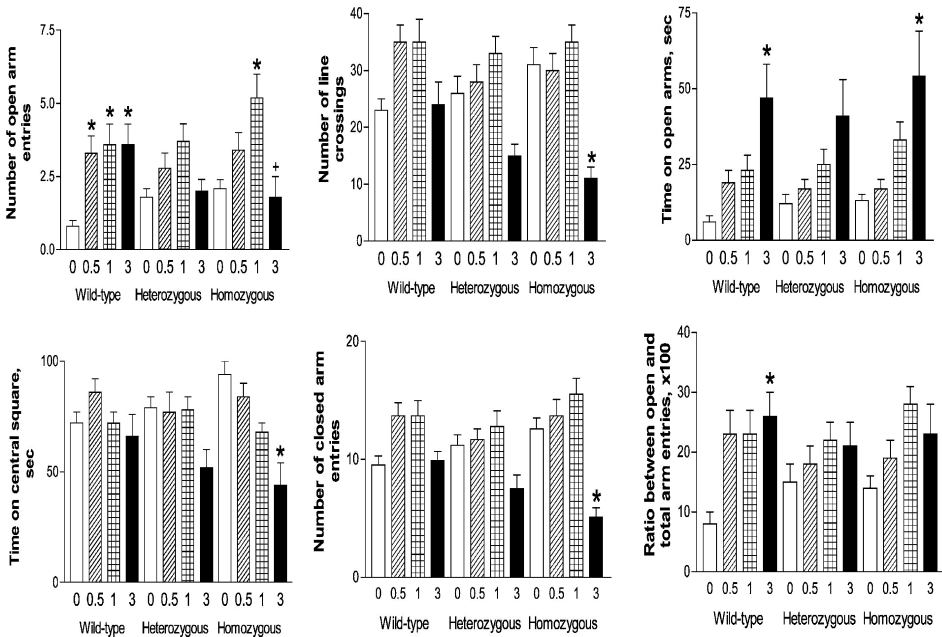 Number of open arm
entries
7.5
5.0
2.5
0.0
*
*
*
*
+
0 0.5 1 3 0 0.5 1 3 0 0.5 1 3
Wild-type Heterozygous Homozygous
Number of line
crossings
40
30
20
10
0
*
0 0.5 1 3 0 0.5 1 3 0 0.5 1 3
Wild-type Heterozygous Homozygous
Time on open arms, sec
75
50
25
0
*
*
0 0.5 1 3 0 0.5 1 3 0 0.5 1 3
Wild-type Heterozygous Homozygous
Time on central square,
sec
100
50
0
*
0 0.5 1 3 0 0.5 1 3 0 0.5 1 3
Wild-type Heterozygous Homozygous
Number of closed arm
entries
20
10
0
*
0 0.5 1 3 0 0.5 1 3 0 0.5 1 3
Wild-type Heterozygous Homozygous
Ratio between open and
total arm entries, x100
40
30
20
10
0
*
0 0.5 1 3 0 0.5 1 3 0 0.5 1 3
Wild-type Heterozygous Homozygous